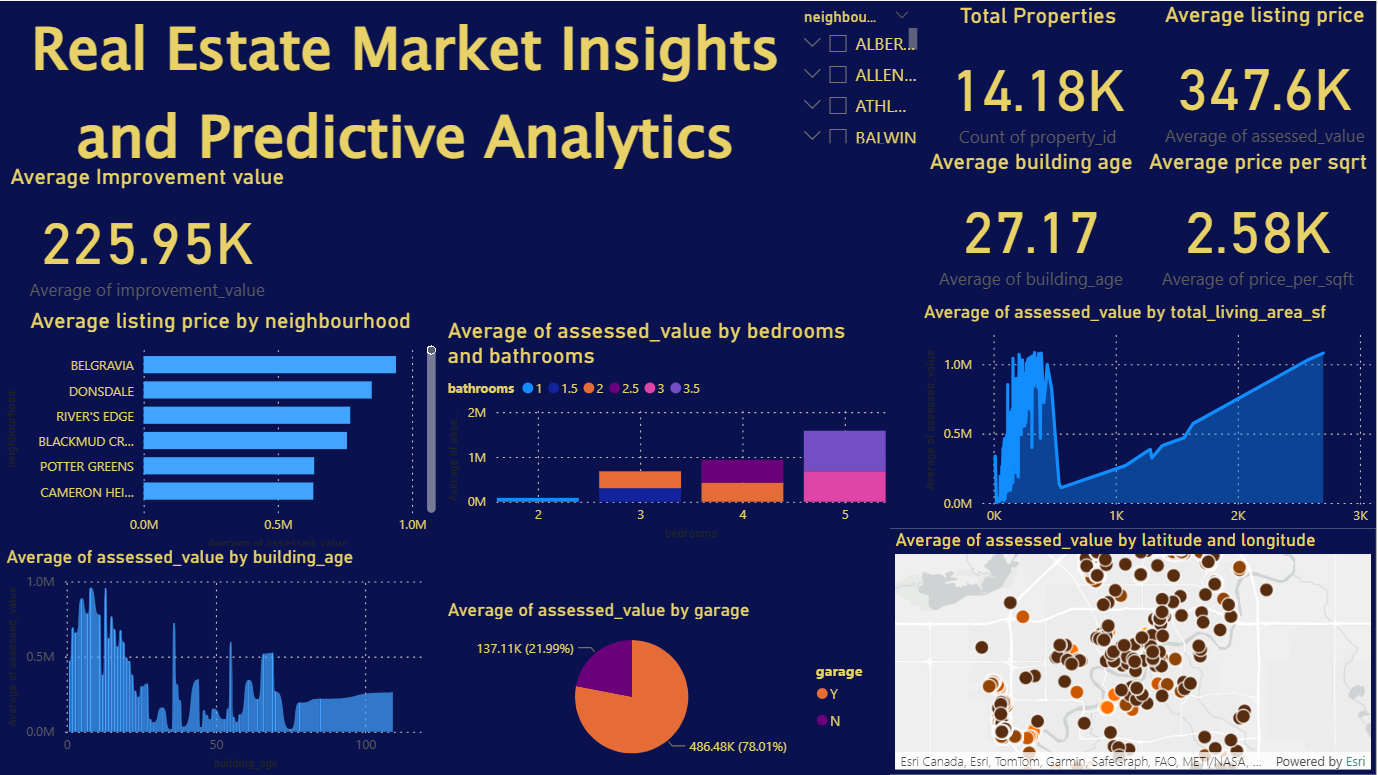 Real Estate Market Insights
and Predictive Analytics
neighbou...
ALBER...
ALLEN...
ATHL...
BALWIN
Total Properties
14.18K
Count of property_id
Average listing price
347.6K
Average of assessed_value
Average building age
27.17
Average of building_age
Average price per sqrt
2.58K
Average of price_per_sqft
Average Improvement value
225.95K
Average of improvement_value
Average listing price by neighbourhood
neighbourhood
BELGRAVIA
DONSDALE
RIVER'S EDGE
BLACKMUD CR...
POTTER GREENS
CAMERON HEI...
0.0M 0.5M 1.0M
Average of assessed_value
Average of assessed_value by bedrooms
and bathrooms
bathrooms 1 1.5 2 2.5 3 3.5
Average of asse...
2M
1M
0M
2 3 4 5
bedrooms
Average of assessed_value by total_living_area_sf
Average of assessed_value
1.0M
0.5M
0.0M
0K 1K 2K 3K
Average of assessed_value by building_age
Average of assessed_value
1.0M
0.5M
0.0M
0 50 100
building_age
Average of assessed_value by garage
137.11K (21.99%)
486.48K (78.01%)
garage
Y
N
Average of assessed_value by latitude and longitude
Esri Canada, Esri, TomTom, Garmin, SafeGraph, FAO, METI/NASA, ... Powered by Esri